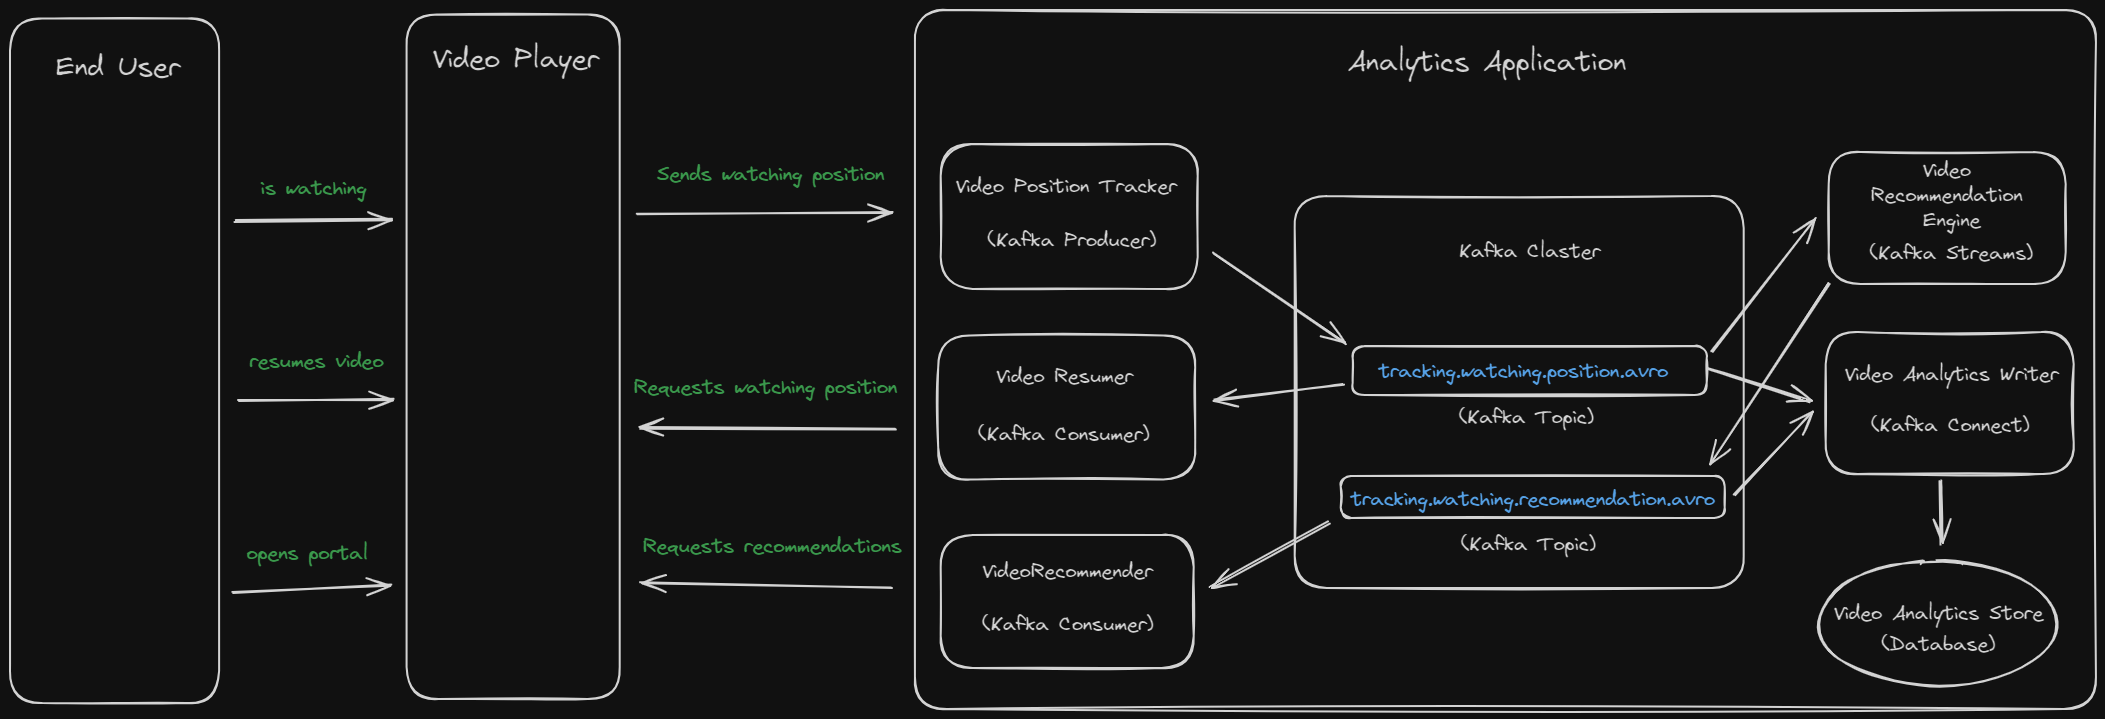 End User
Video Player
Analytics Application
is watching
resumes video
opens portal
Sends watching position
Requests watching position
Requests recommendations
Video Position Tracker
(Kafka Producer)
Video Resumer
(Kafka Consumer)
VideoRecommender
(Kafka Consumer)
Kafka Claster
tracking.watching.position.avro
(Kafka Topic)
tracking.watching.recommendation.avro
(Kafka Topic)
Video
Recommendation
Engine
(Kafka Streams)
Video Analytics Writer
(Kafka Connect)
Video Analytics Store
(Database)